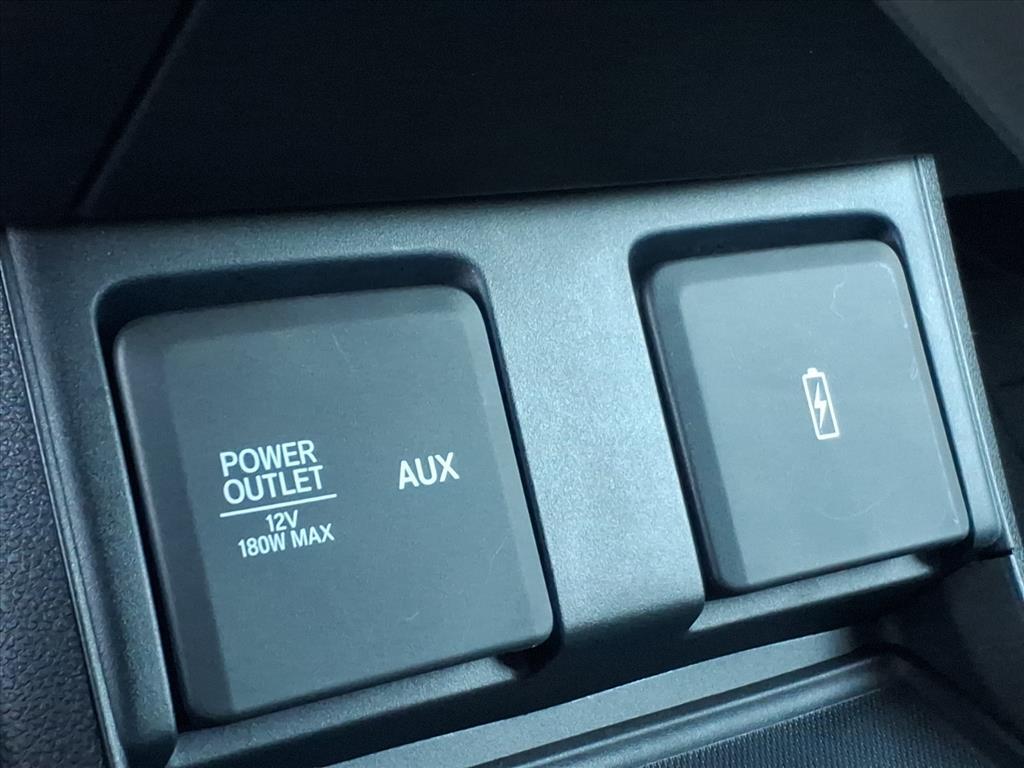 POWER
OUTLET
12V
180W MAX
AUX